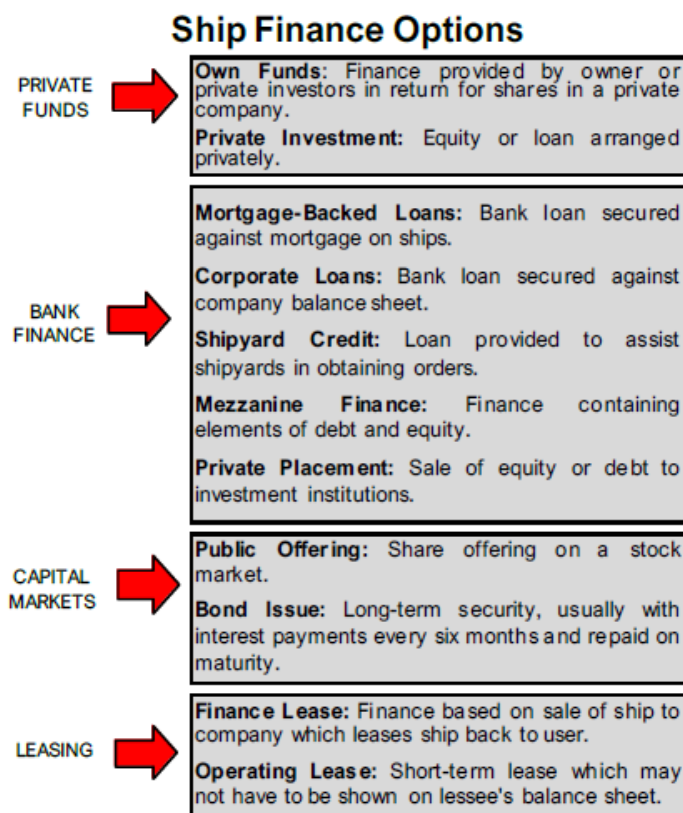 Ship Finance Options
PRIVATE
FUNDS
Own Funds: Finance provided by owner or
private investors in return for shares in a private
company.
Private Investment: Equity or loan arranged
privately.
BANK
FINANCE
Mortgage-Backed Loans: Bank loan secured
against mortgage on ships.
Corporate Loans: Bank loan secured against
company balance sheet.
Shipyard Credit: Loan provided to assist
shipyards in obtaining orders.
Mezzanine Finance: Finance containing
elements of debt and equity.
Private Placement: Sale of equity or debt to
investment institutions.
CAPITAL
MARKETS
Public Offering: Share offering on a stock
market.
Bond Issue: Long-term security, usually with
interest payments every six months and repaid on
maturity.
LEASING
Finance Lease: Finance based on sale of ship to
company which leases ship back to user.
Operating Lease: Short-term lease which may
not have to be shown on lessee's balance sheet.